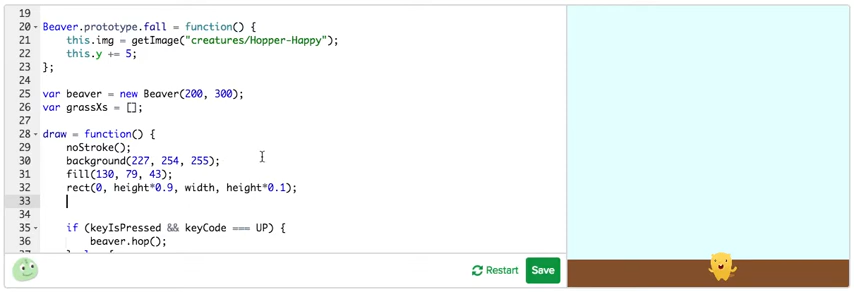 19
20 Beaver.prototype.fall = function() {
21 this.img = getImage("creatures/Hopper-Happy");
22 this.y += 5;
23 };
24
25 var beaver = new Beaver(200, 300);
26 var grassXs = [];
27
28 draw = function() {
29 noStroke();
30 background(227, 254, 255);
31 fill(130, 79, 43);
32 rect(0, height*0.9, width, height*0.1);
33
34
35 if (keyIsPressed && keyCode === UP) {
36 beaver.hop();
Restart Save